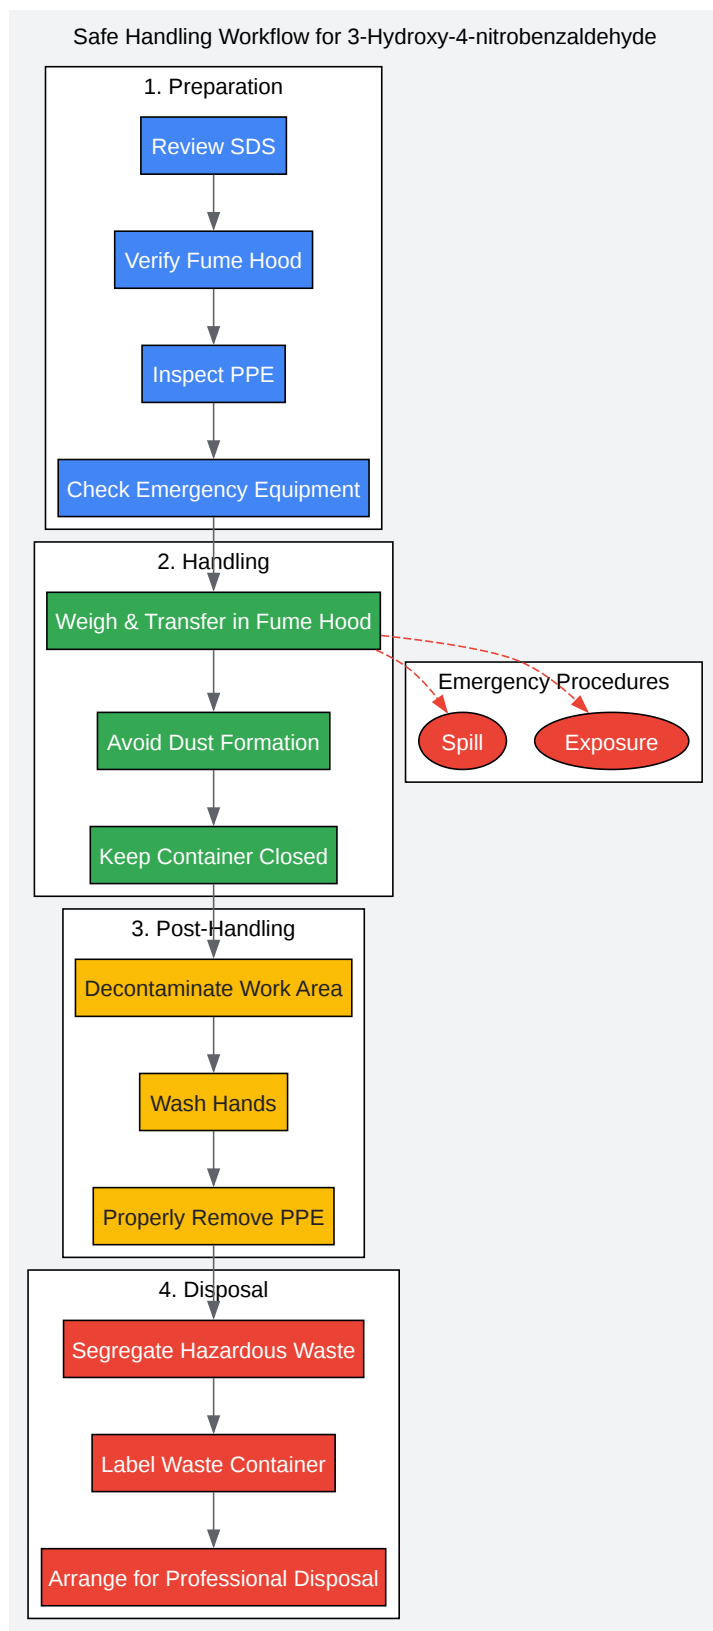 Safe Handling Workflow for 3-Hydroxy-4-nitrobenzaldehyde
1. Preparation
Review SDS
Verify Fume Hood
Inspect PPE
Check Emergency Equipment
2. Handling
Weigh & Transfer in Fume Hood
Emergency Procedures
Spill
Exposure
Avoid Dust Formation
Keep Container Closed
3. Post-Handling
Decontaminate Work Area
Wash Hands
Properly Remove PPE
4. Disposal
Segregate Hazardous Waste
Label Waste Container
Arrange for Professional Disposal